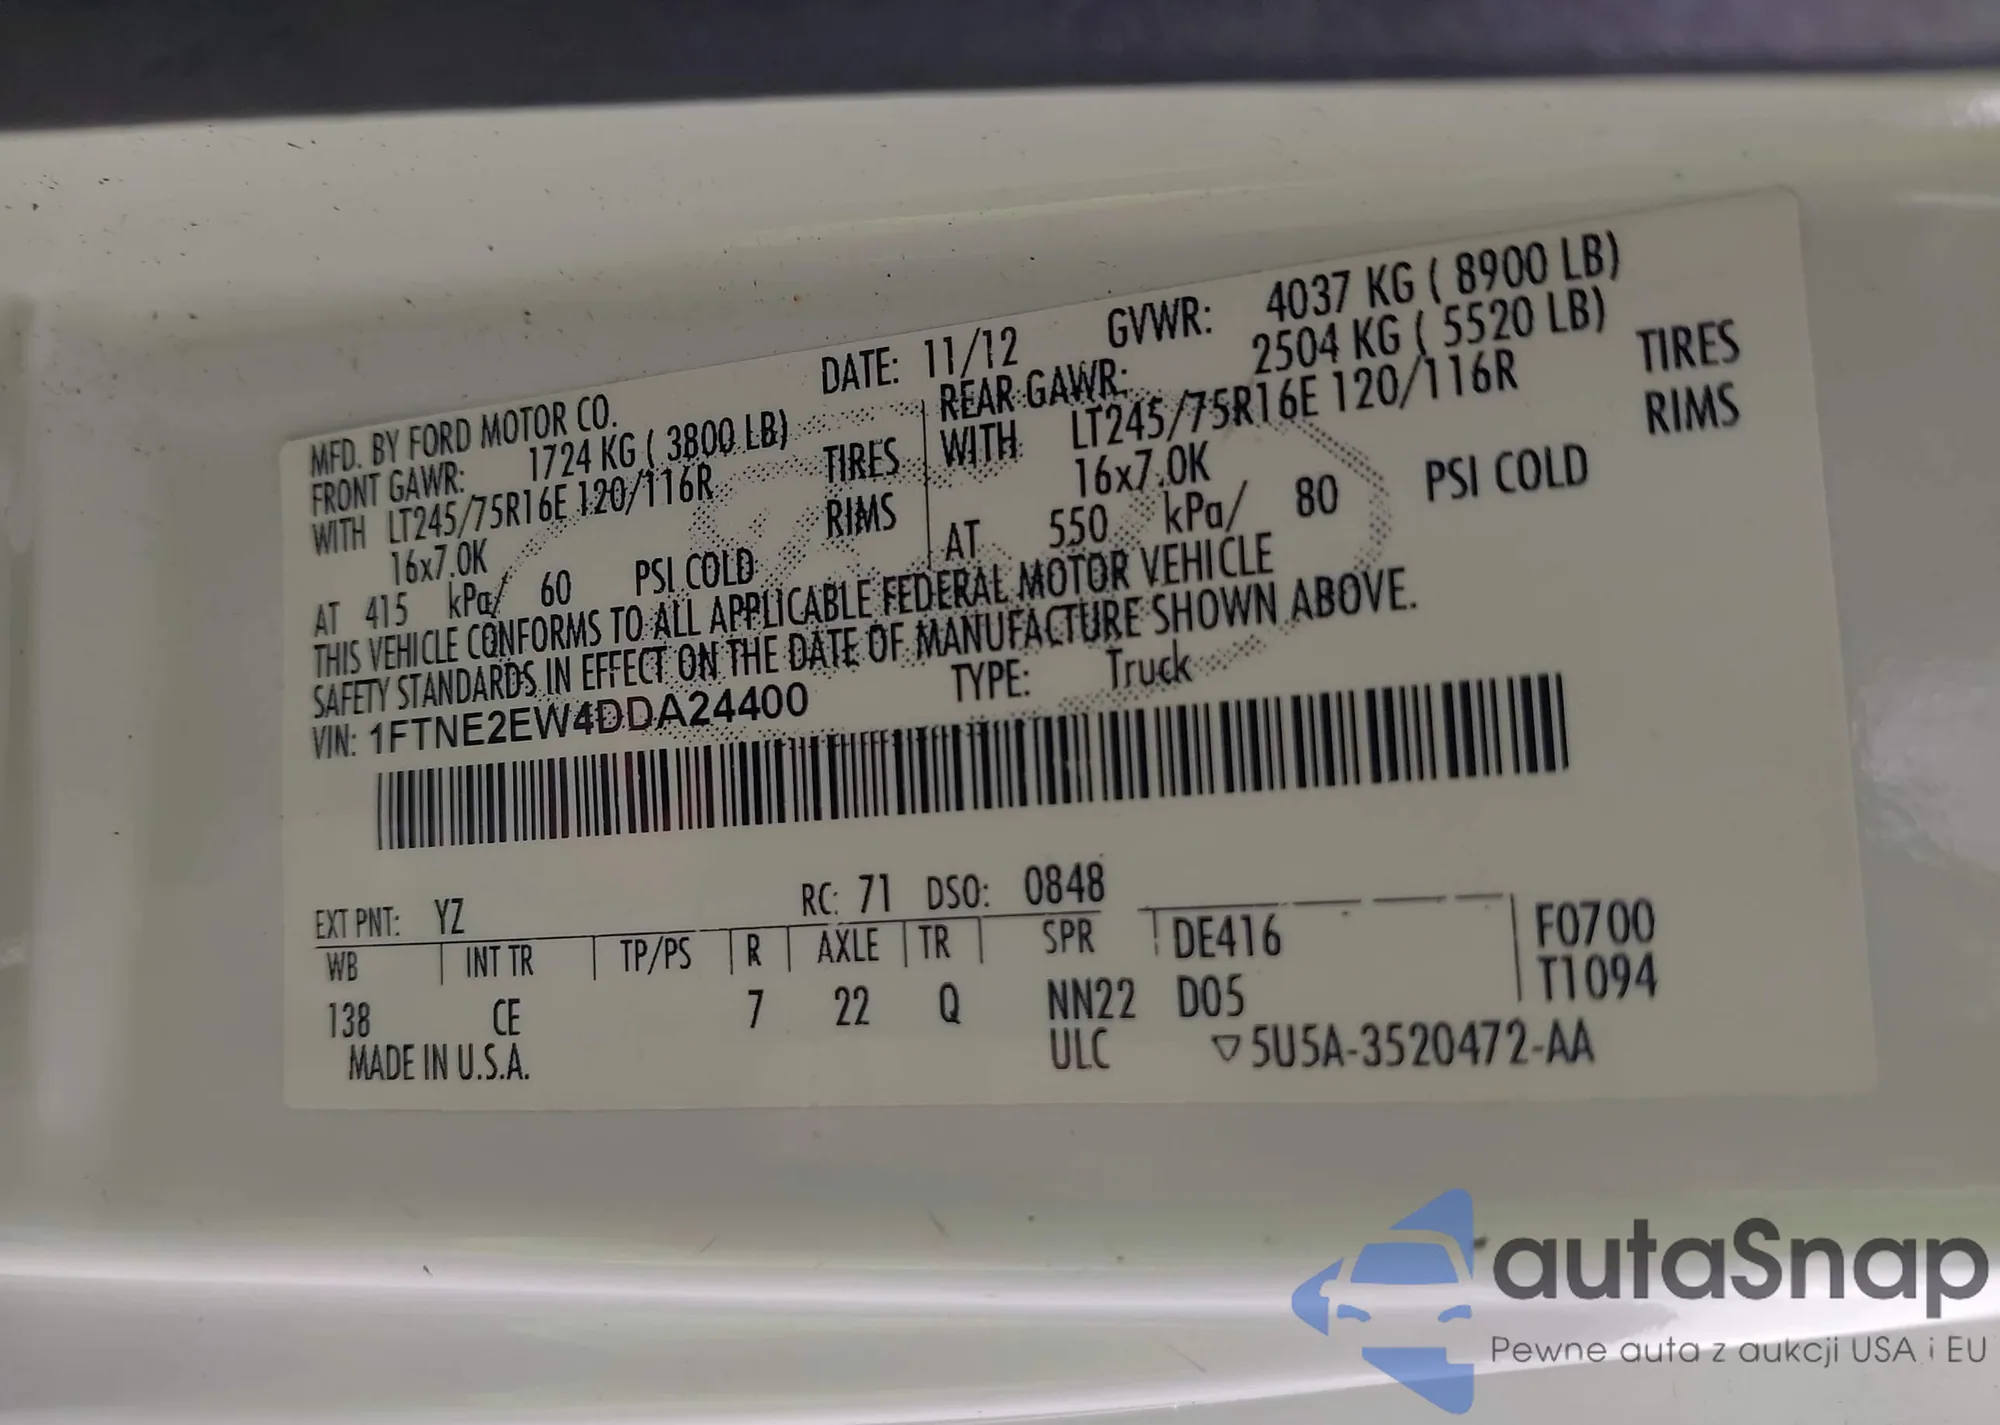 MFD. BY FORD MOTOR CO. DATE: 11/12 GVWR: 4037 KG ( 8900 LB)
FRONT GAWR: 1724 KG ( 3800 LB) REAR GAWR: 2504 KG ( 5520 LB)
WITH LT245/75R16E 120/116R TIRES WITH LT245/75R16E 120/116R TIRES
16x7.0K RIMS 16x7.0K RIMS
AT 415 kPa/ 60 PSI COLD AT 550 kPa/ 80 PSI COLD
THIS VEHICLE CONFORMS TO ALL APPLICABLE FEDERAL MOTOR VEHICLE
SAFETY STANDARDS IN EFFECT ON THE DATE OF MANUFACTURE SHOWN ABOVE.
VIN: 1FTNE2EW4DDA24400 TYPE: Truck
EXT PNT: YZ RC: 71 DSO: 0848
WB INT TR TP/PS R AXLE TR SPR DE416 F0700
138 CE 7 22 Q NN22 D05 T1094
MADE IN U.S.A. ULC ▽5U5A-3520472-AA
autaSnap
Pewne auta z aukcji USA i EU